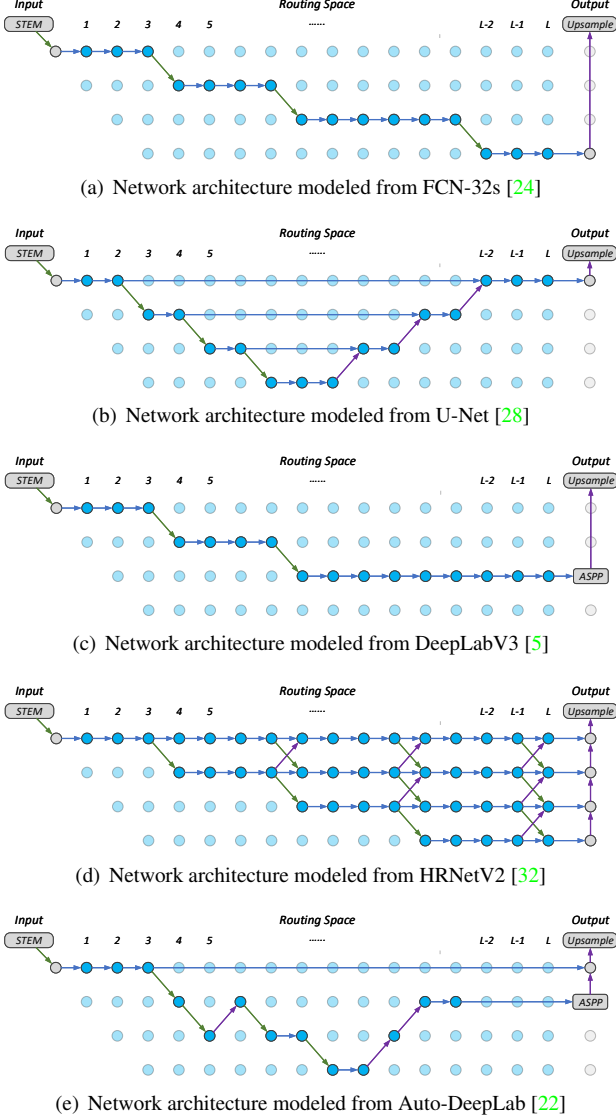 Input Routing Space Output
STEM 1 2 3 4 5 ...... L-2 L-1 L Upsample
(a) Network architecture modeled from FCN-32s [24]
Input Routing Space Output
STEM 1 2 3 4 5 ...... L-2 L-1 L Upsample
(b) Network architecture modeled from U-Net [28]
Input Routing Space Output
STEM 1 2 3 4 5 ...... L-2 L-1 L Upsample
ASPP
(c) Network architecture modeled from DeepLabV3 [5]
Input Routing Space Output
STEM 1 2 3 4 5 ...... L-2 L-1 L Upsample
(d) Network architecture modeled from HRNetV2 [32]
Input Routing Space Output
STEM 1 2 3 4 5 ...... L-2 L-1 L Upsample
ASPP
(e) Network architecture modeled from Auto-DeepLab [22]